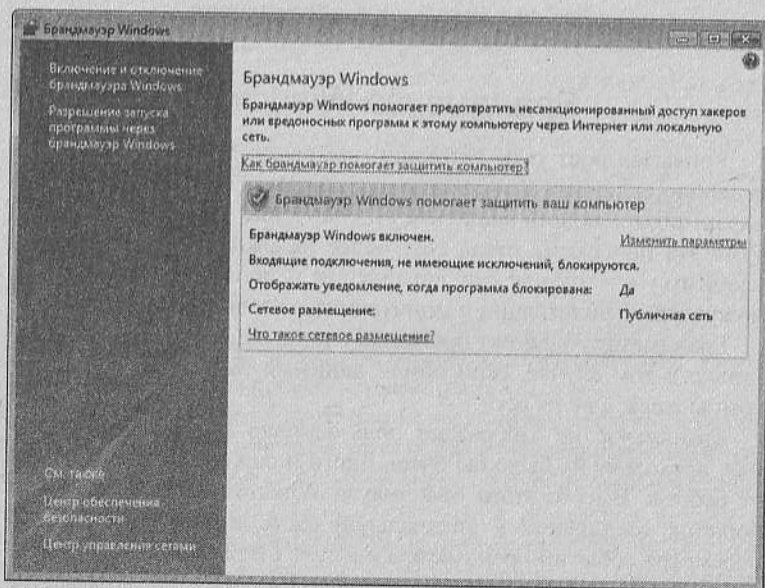 Брандмауэр Windows
Включение и отключение
брандмауэра Windows
Разрешение запуска
программы через
брандмауэр Windows
См. также
Центр обеспечения
безопасности
Центр управления сетями
Брандмауэр Windows
Брандмауэр Windows помогает предотвратить несанкционированный доступ хакеров
или вредоносных программ к этому компьютеру через Интернет или локальную
сеть.
Как брандмауэр помогает защитить компьютер?
Брандмауэр Windows помогает защитить ваш компьютер
Брандмауэр Windows включен. Изменить параметры
Входящие подключения, не имеющие исключений, блокируются.
Отображать уведомление, когда программа блокирована: Да
Сетевое размещение: Публичная сеть
Что такое сетевое размещение?